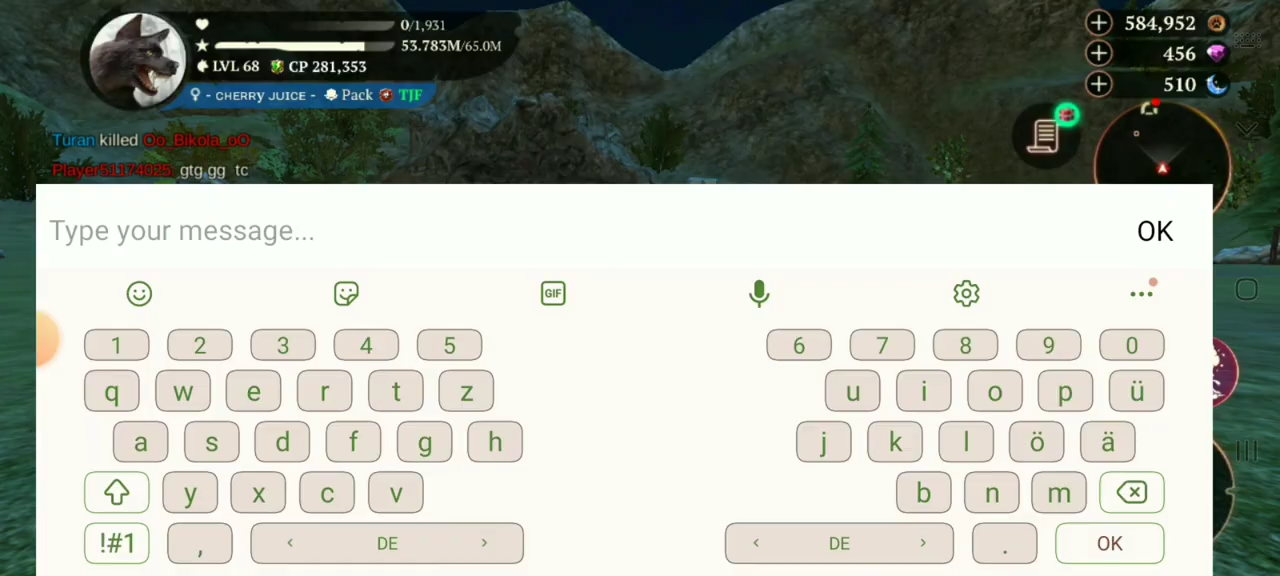 0/1,931
53.783M/65.0M
LVL 68 CP 281,353
- CHERRY JUICE - Pack TJF
584,952
456
510
Turan killed Oo_Bikola_oO
Player51174025: gtg gg tc
Type your message... OK
GIF
1 2 3 4 5 6 7 8 9 0
q w e r t z u i o p ü
a s d f g h j k l ö ä
y x c v b n m
!#1 , < DE > < DE > . OK